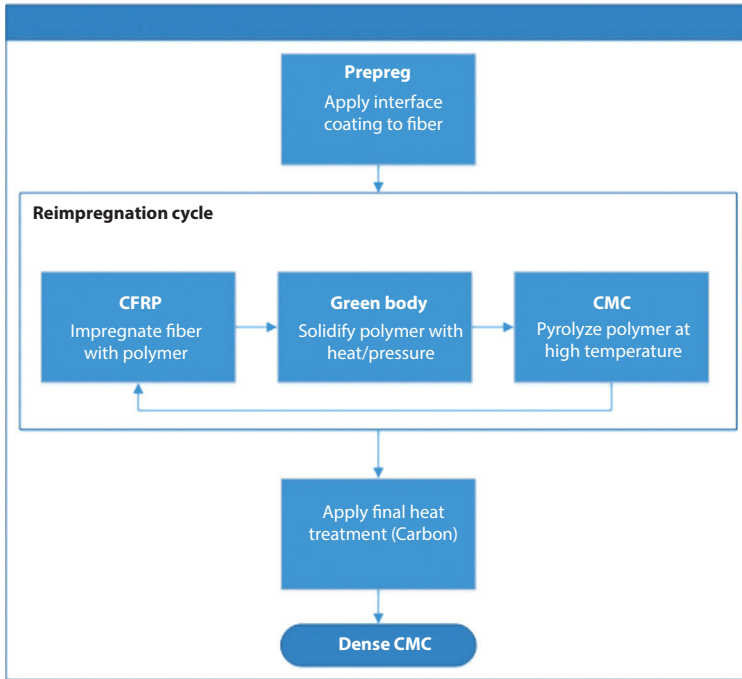 Prepreg
Apply interface
coating to fiber
Reimpregnation cycle
CFRP
Impregnate fiber
with polymer
Green body
Solidify polymer with
heat/pressure
CMC
Pyrolyze polymer at
high temperature
Apply final heat
treatment (Carbon)
Dense CMC